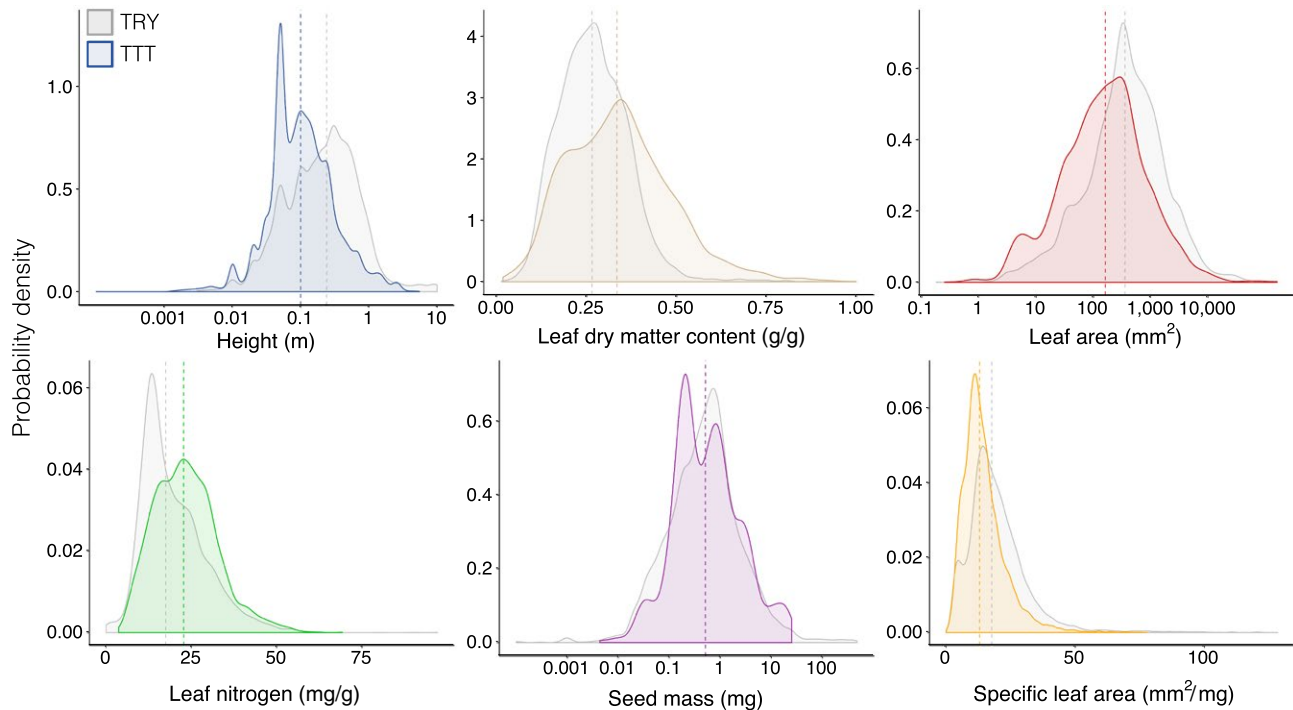 TRY
TTT
Probability density
1.0
0.5
0.0
0.001 0.01 0.1 1 10
Height (m)
4
3
2
1
0
0.00 0.25 0.50 0.75 1.00
Leaf dry matter content (g/g)
0.6
0.4
0.2
0.0
0.1 1 10 100 1,000 10,000
Leaf area (mm²)
0.06
0.04
0.02
0.00
0 25 50 75
Leaf nitrogen (mg/g)
0.6
0.4
0.2
0.0
0.001 0.01 0.1 1 10 100
Seed mass (mg)
0.06
0.04
0.02
0.00
0 50 100
Specific leaf area (mm²/mg)